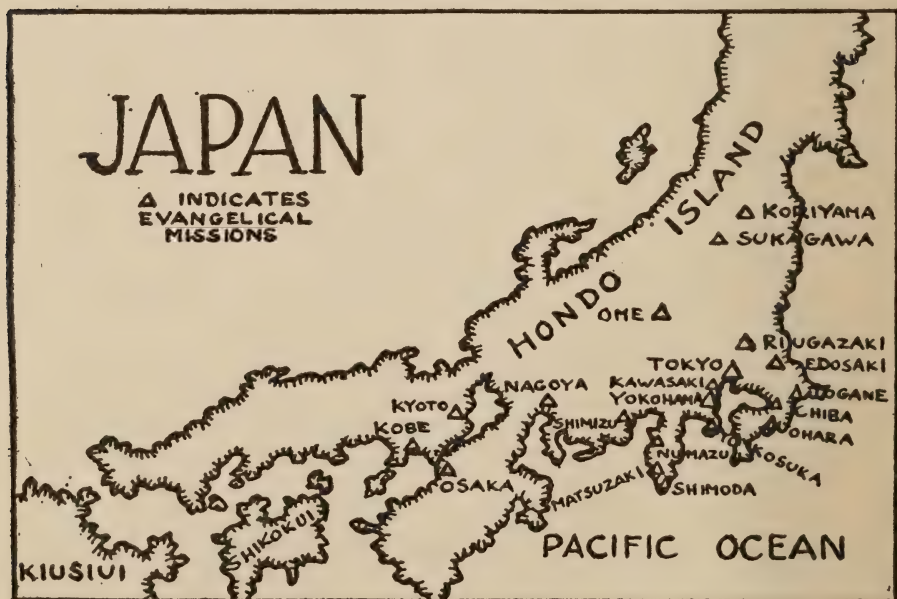 JAPAN
△ INDICATES
EVANGELICAL
MISSIONS
HONDO ISLAND
KORIYAMA
SUKAGAWA
OME
RIUGAZAKI
TOKYO
EDOSAKI
KAWASAKI
NAGOYA
TOGANE
YOKOHAMA
KYOTO
CHIBA
SHIMIZU
KOBE
OHARA
NUMAZU
KOSUKA
OSAKA
MATSUZAKI
SHIMODA
SHIKOKUI
PACIFIC OCEAN
KIUSIUI